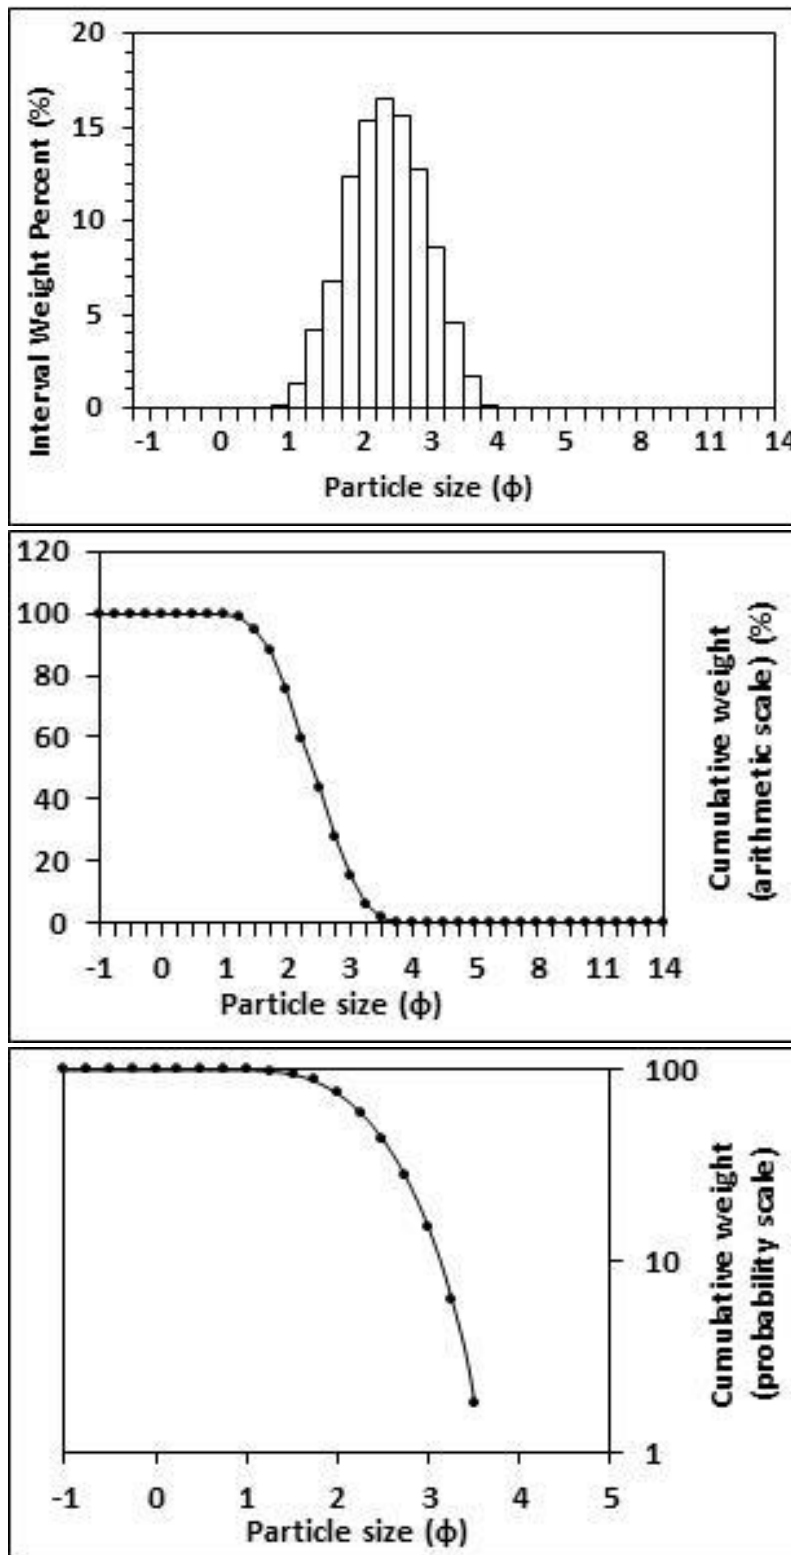 Interval Weight Percent (%)
20
15
10
5
0
-1 0 1 2 3 4 5 8 11 14
Particle size (ϕ)
120
100
80
60
40
20
0
-1 0 1 2 3 4 5 8 11 14
Particle size (ϕ)
Cumulative weight
(arithmetic scale) (%)
100
10
1
-1 0 1 2 3 4 5
Particle size (ϕ)
Cumulative weight
(probability scale)